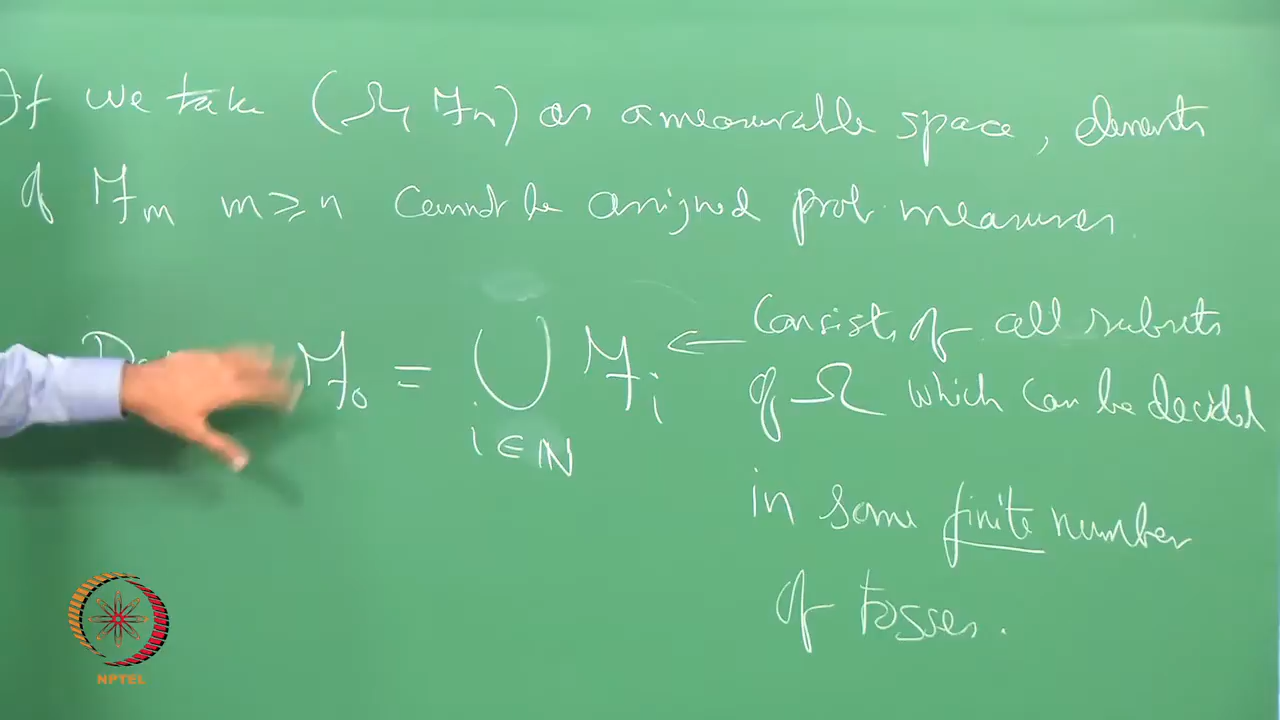 If we take (Ω, ℱₙ) as a measurable space, elements
of ℱₘ m ≥ n cannot be assigned prob. measures.
ℱ₀ = ⋃ ℱᵢ ←
i ∈ ℕ
Consists of all subsets
of Ω which can be decided
in some finite number
of tosses.
NPTEL